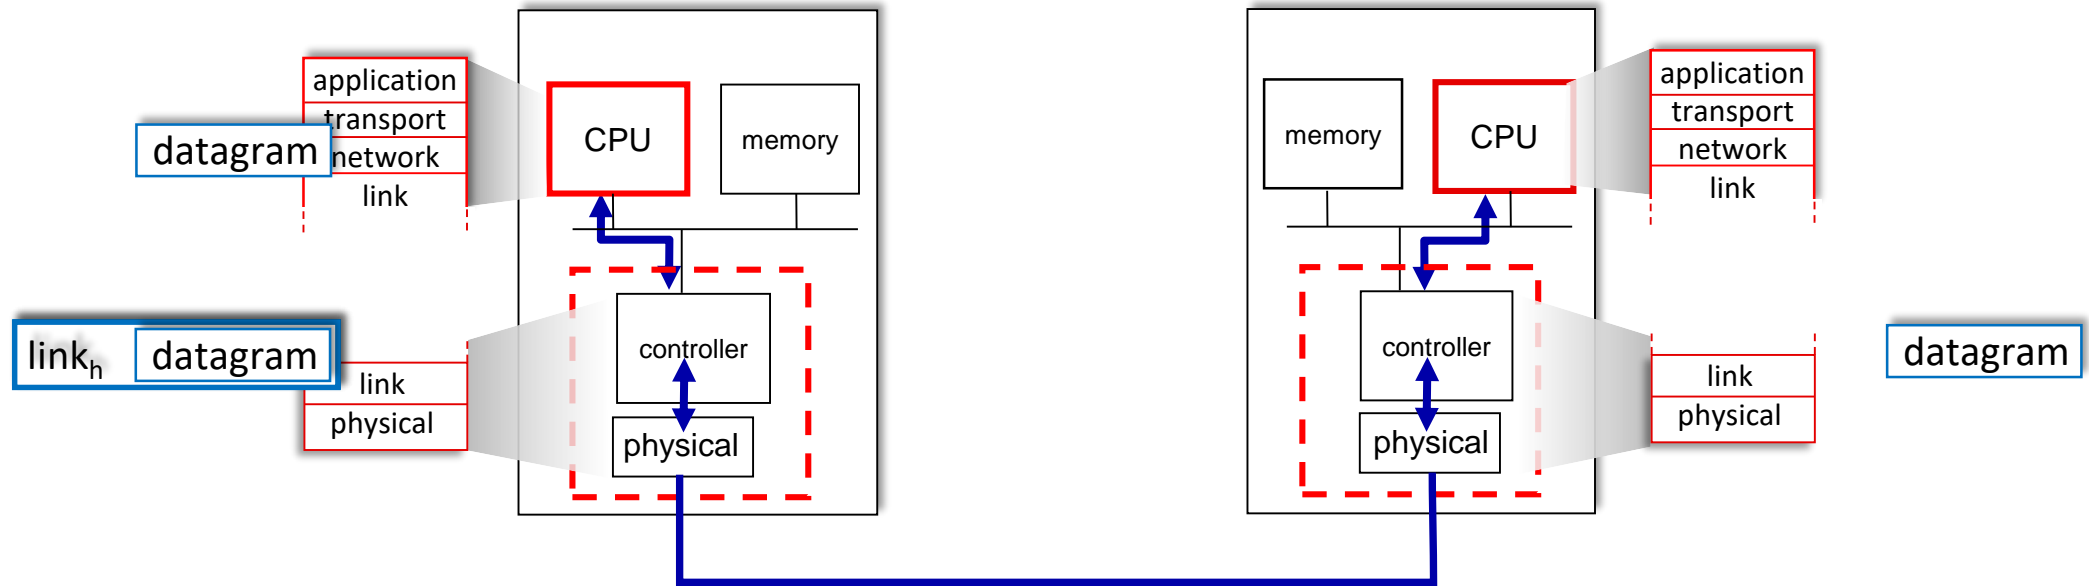 application
transport
datagram
network
link
CPU
memory
controller
physical
link_h
datagram
link
physical
memory
CPU
application
transport
network
link
controller
physical
link
physical
datagram